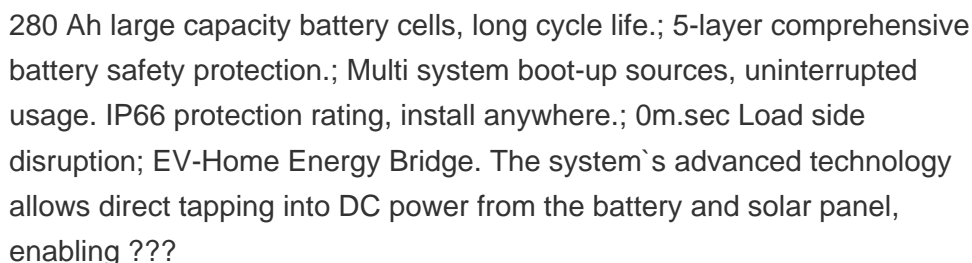 280 Ah large capacity battery cells, long cycle life.; 5-layer comprehensive
battery safety protection.; Multi system boot-up sources, uninterrupted
usage. IP66 protection rating, install anywhere.; 0m.sec Load side
disruption; EV-Home Energy Bridge. The system`s advanced technology
allows direct tapping into DC power from the battery and solar panel,
enabling ???